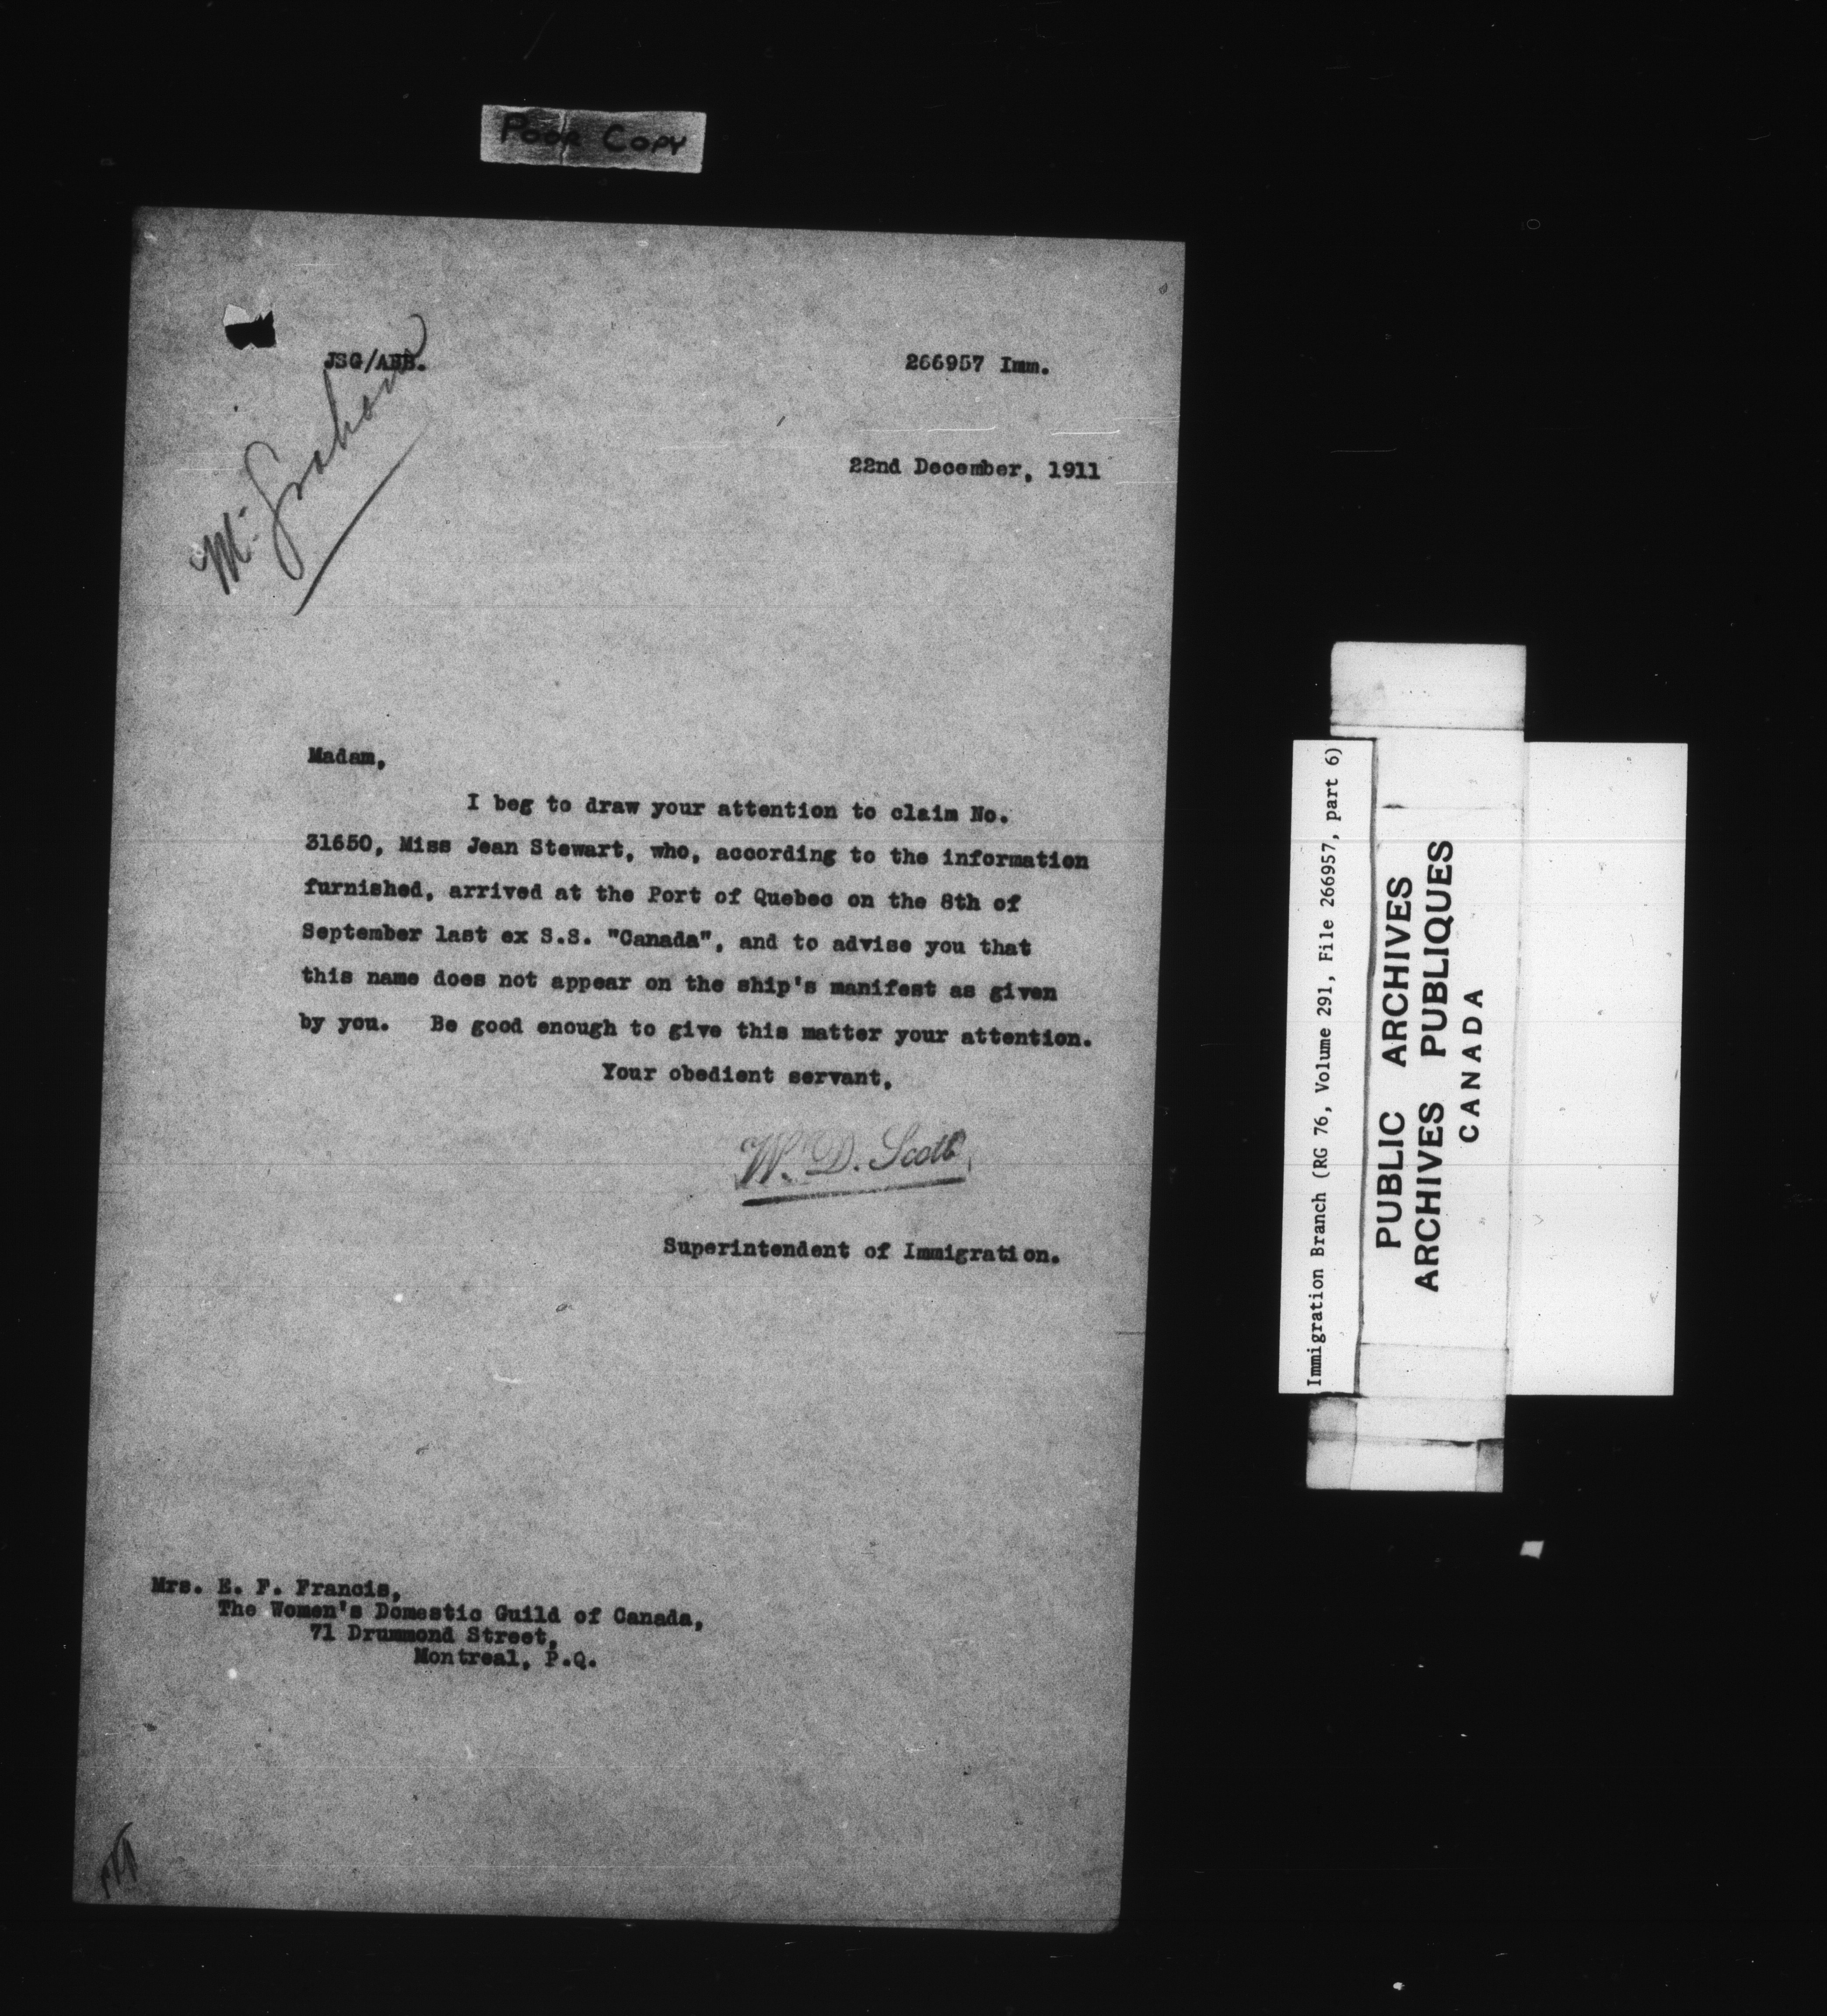 Poor Copy
JSG/ABB.
266957 Imm.
Mr. Graham
22nd December, 1911
Madam,
I beg to draw your attention to claim No.
31650, Miss Jean Stewart, who, according to the information
furnished, arrived at the Port of Quebec on the 8th of
September last ex S.S. "Canada", and to advise you that
this name does not appear on the ship's manifest as given
by you. Be good enough to give this matter your attention.
Your obedient servant,
W. D. Scott
Superintendent of Immigration.
Mrs. E. F. Francis,
The Women's Domestic Guild of Canada,
71 Drummond Street,
Montreal, P.Q.
Immigration Branch (RG 76, Volume 291, File 266957, part 6)
PUBLIC ARCHIVES
ARCHIVES PUBLIQUES
CANADA